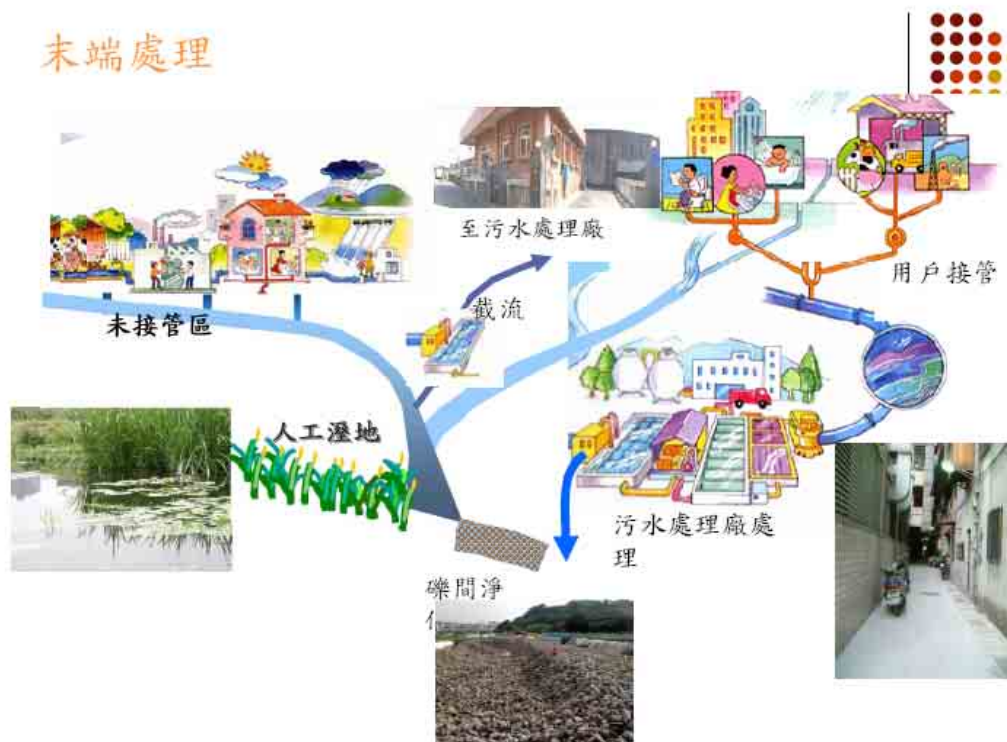 末端處理
至污水處理廠
用戶接管
截流
未接管區
人工溼地
污水處理廠處
理
礫間淨